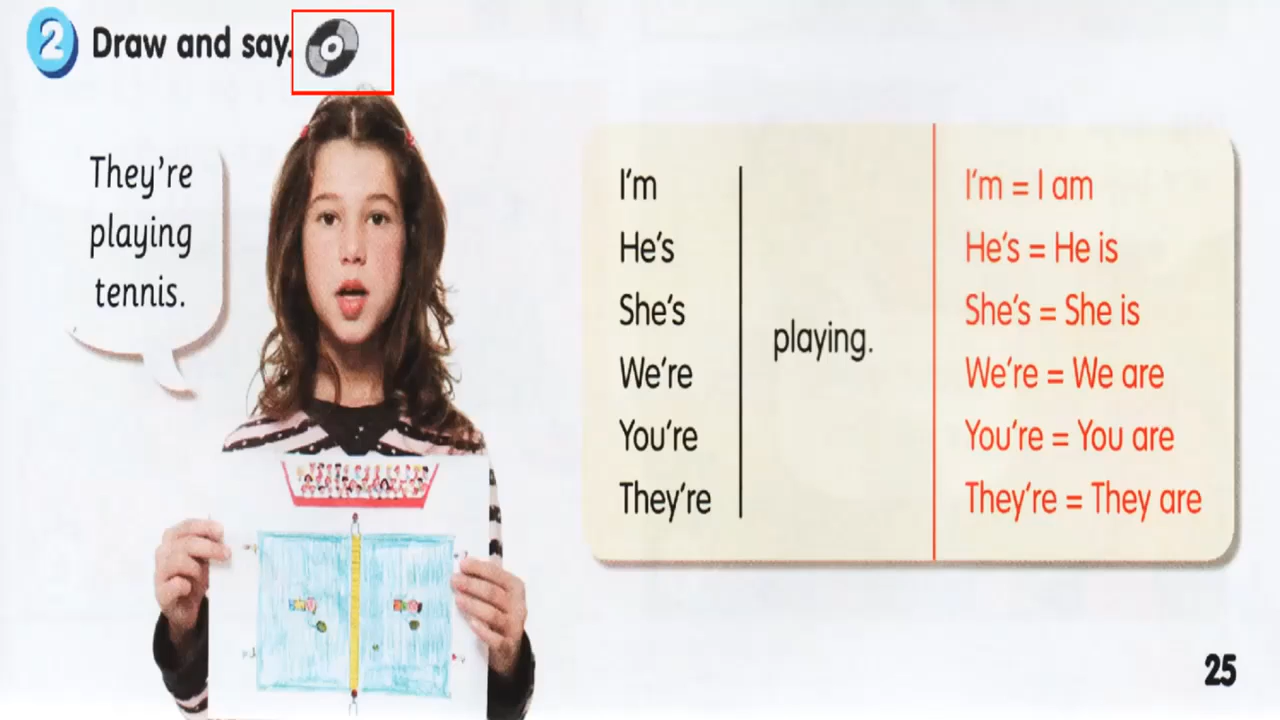 2 Draw and say.
They're
playing
tennis.
I'm
He's
She's
We're
You're
They're
playing.
I'm = I am
He's = He is
She's = She is
We're = We are
You're = You are
They're = They are
25